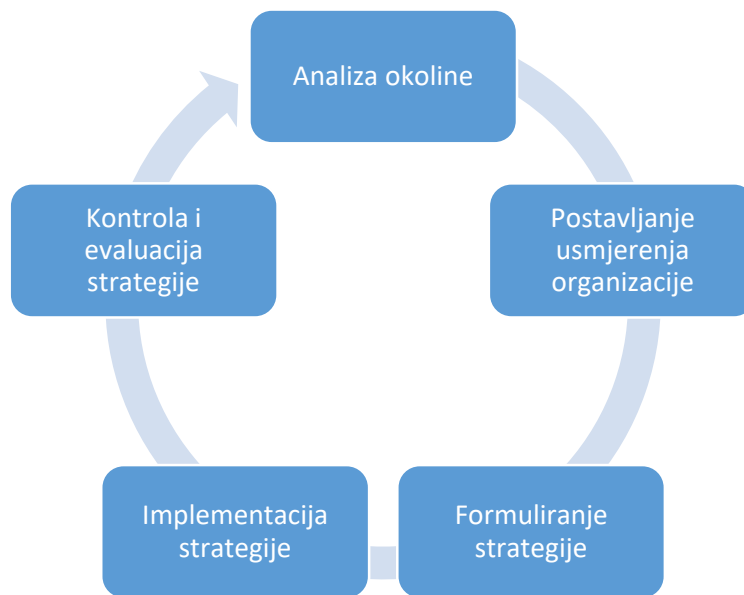 Analiza okoline
Postavljanje
usmjerenja
organizacije
Formuliranje
strategije
Implementacija
strategije
Kontrola i
evaluacija
strategije